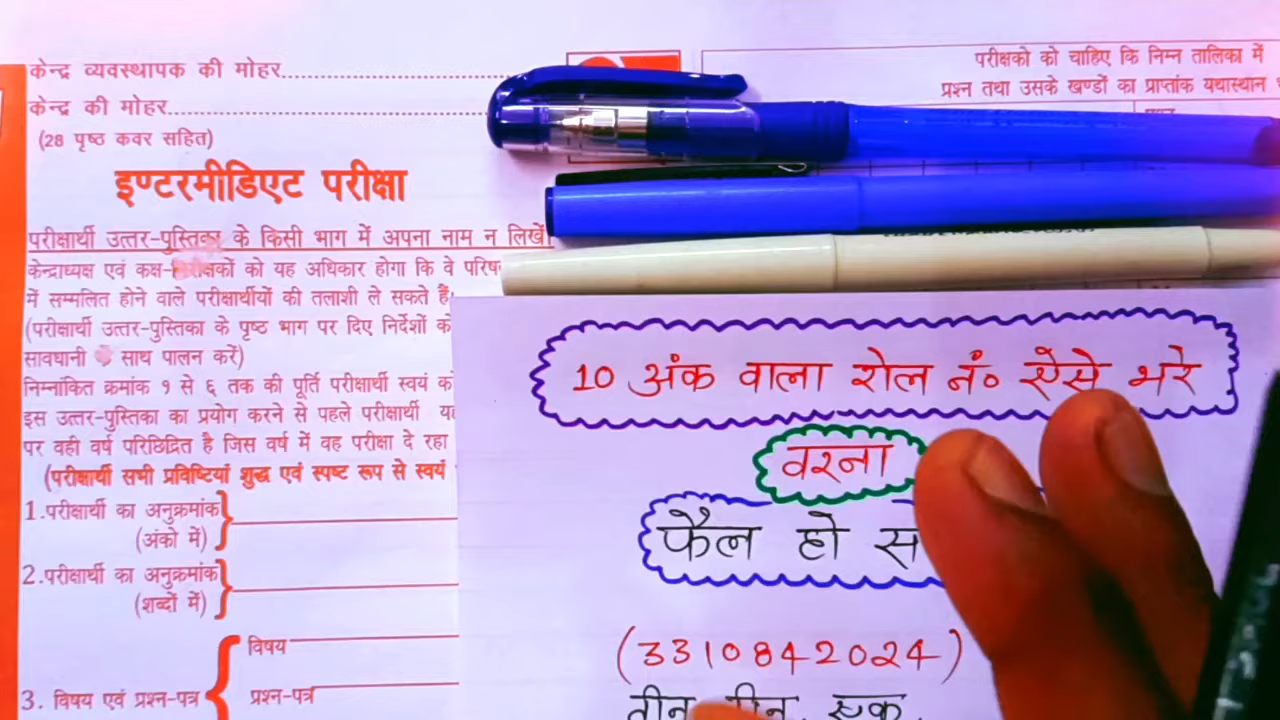 केन्द्र व्यवस्थापक की मोहर
केन्द्र की मोहर
(28 पृष्ठ कवर सहित)
इण्टरमीडिएट परीक्षा
परीक्षार्थी उत्तर-पुस्तिका के किसी भाग में अपना नाम न लिखें
केन्द्राध्यक्ष एवं कक्ष- को यह अधिकार होगा कि वे
में सम्मलित होने वाले परीक्षार्थीयों की तलाशी ले सकते हैं
(परीक्षार्थी उत्तर-पुस्तिका के पृष्ठ भाग पर दिए निर्देशों को
सावधानी साथ पालन करें)
निम्नांकित क्रमांक १ से ६ तक की पूर्ति परीक्षार्थी स्वयं
इस उत्तर-पुस्तिका का प्रयोग करने से पहले परीक्षार्थी
पर वही वर्ष परिछिद्रित है जिस वर्ष में वह परीक्षा दे रहा
(परीक्षार्थी सभी प्रविष्टियां शुद्ध एवं स्पष्ट रूप से स्वयं
1.परीक्षार्थी का अनुक्रमांक
(अंको में)
2.परीक्षार्थी का अनुक्रमांक
(शब्दों में)
3. विषय एवं प्रश्न-पत्र
विषय
प्रश्न-पत्र
परीक्षको को चाहिए कि निम्न तालिका में
प्रश्न तथा उसके खण्डों का प्राप्तांक यथास्थान
10 अंक वाला रोल नं० ऐसे भरे
वरना
फैल हो
(3310842024)
तीन, तीन, एक,